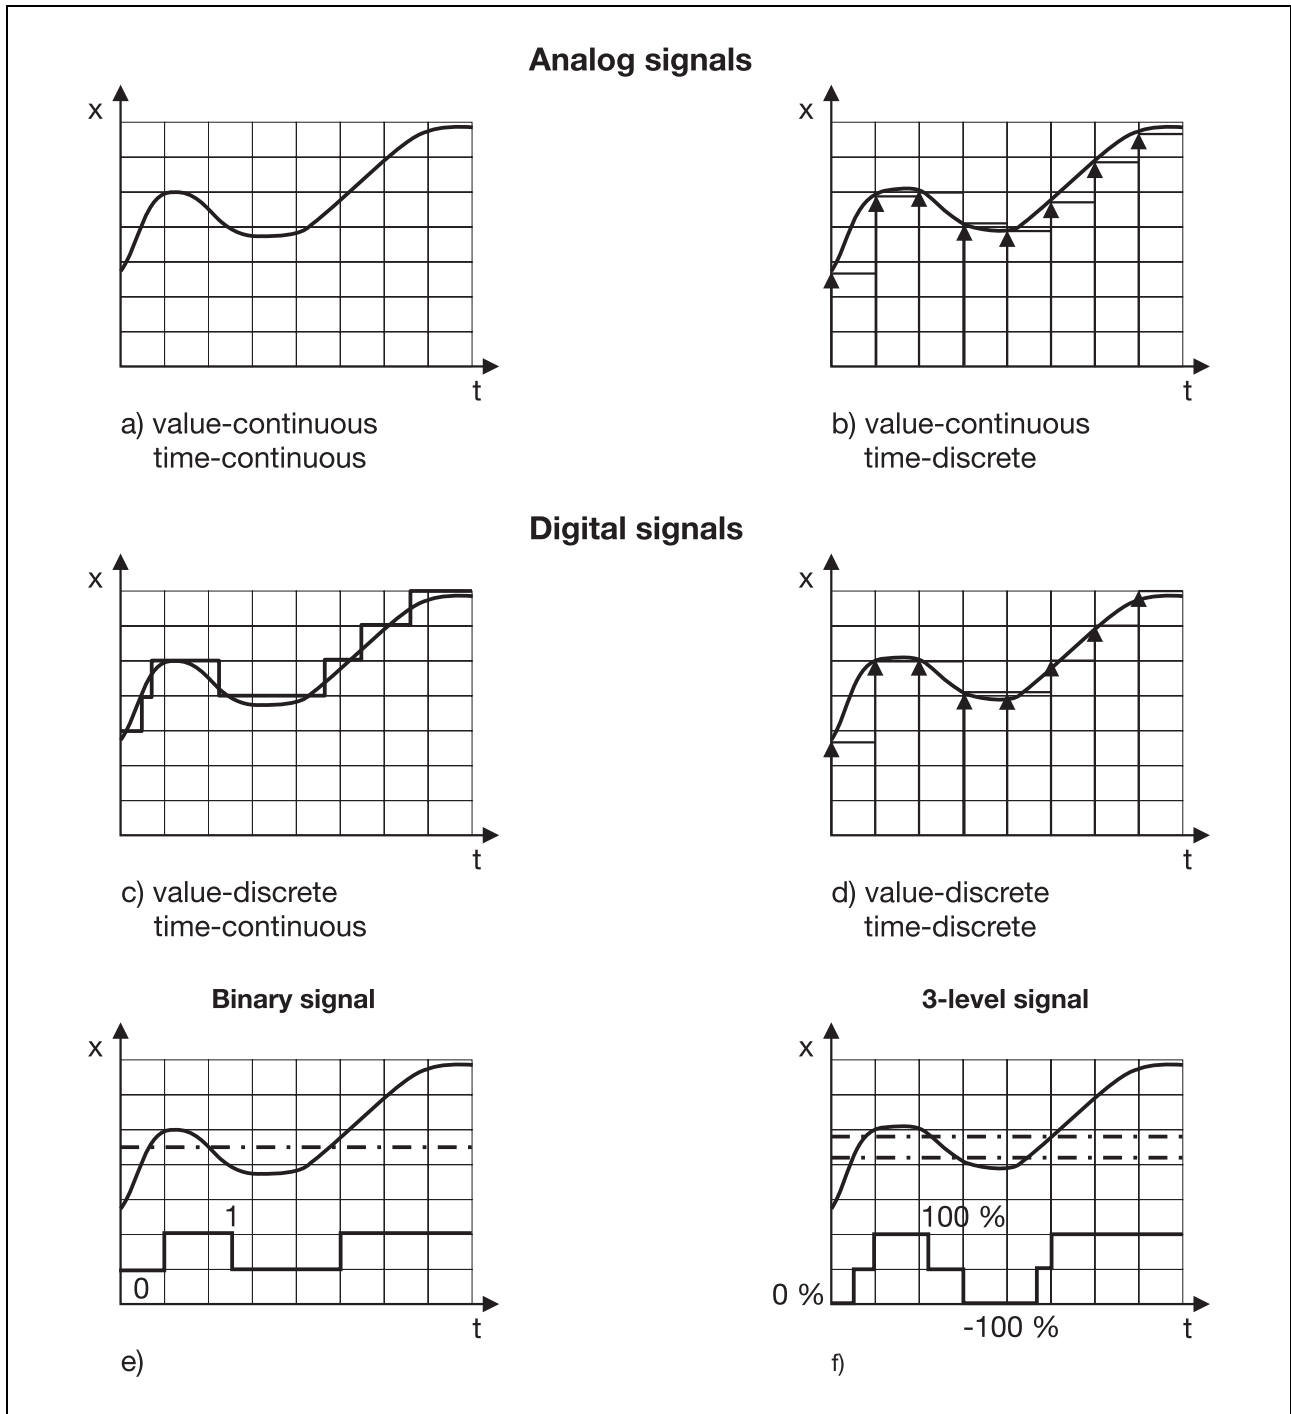 Analog signals
x
t
a) value-continuous
time-continuous
x
t
b) value-continuous
time-discrete
Digital signals
x
t
c) value-discrete
time-continuous
x
t
d) value-discrete
time-discrete
Binary signal
x
1
0
t
e)
3-level signal
x
100 %
0 %
-100 %
t
f)